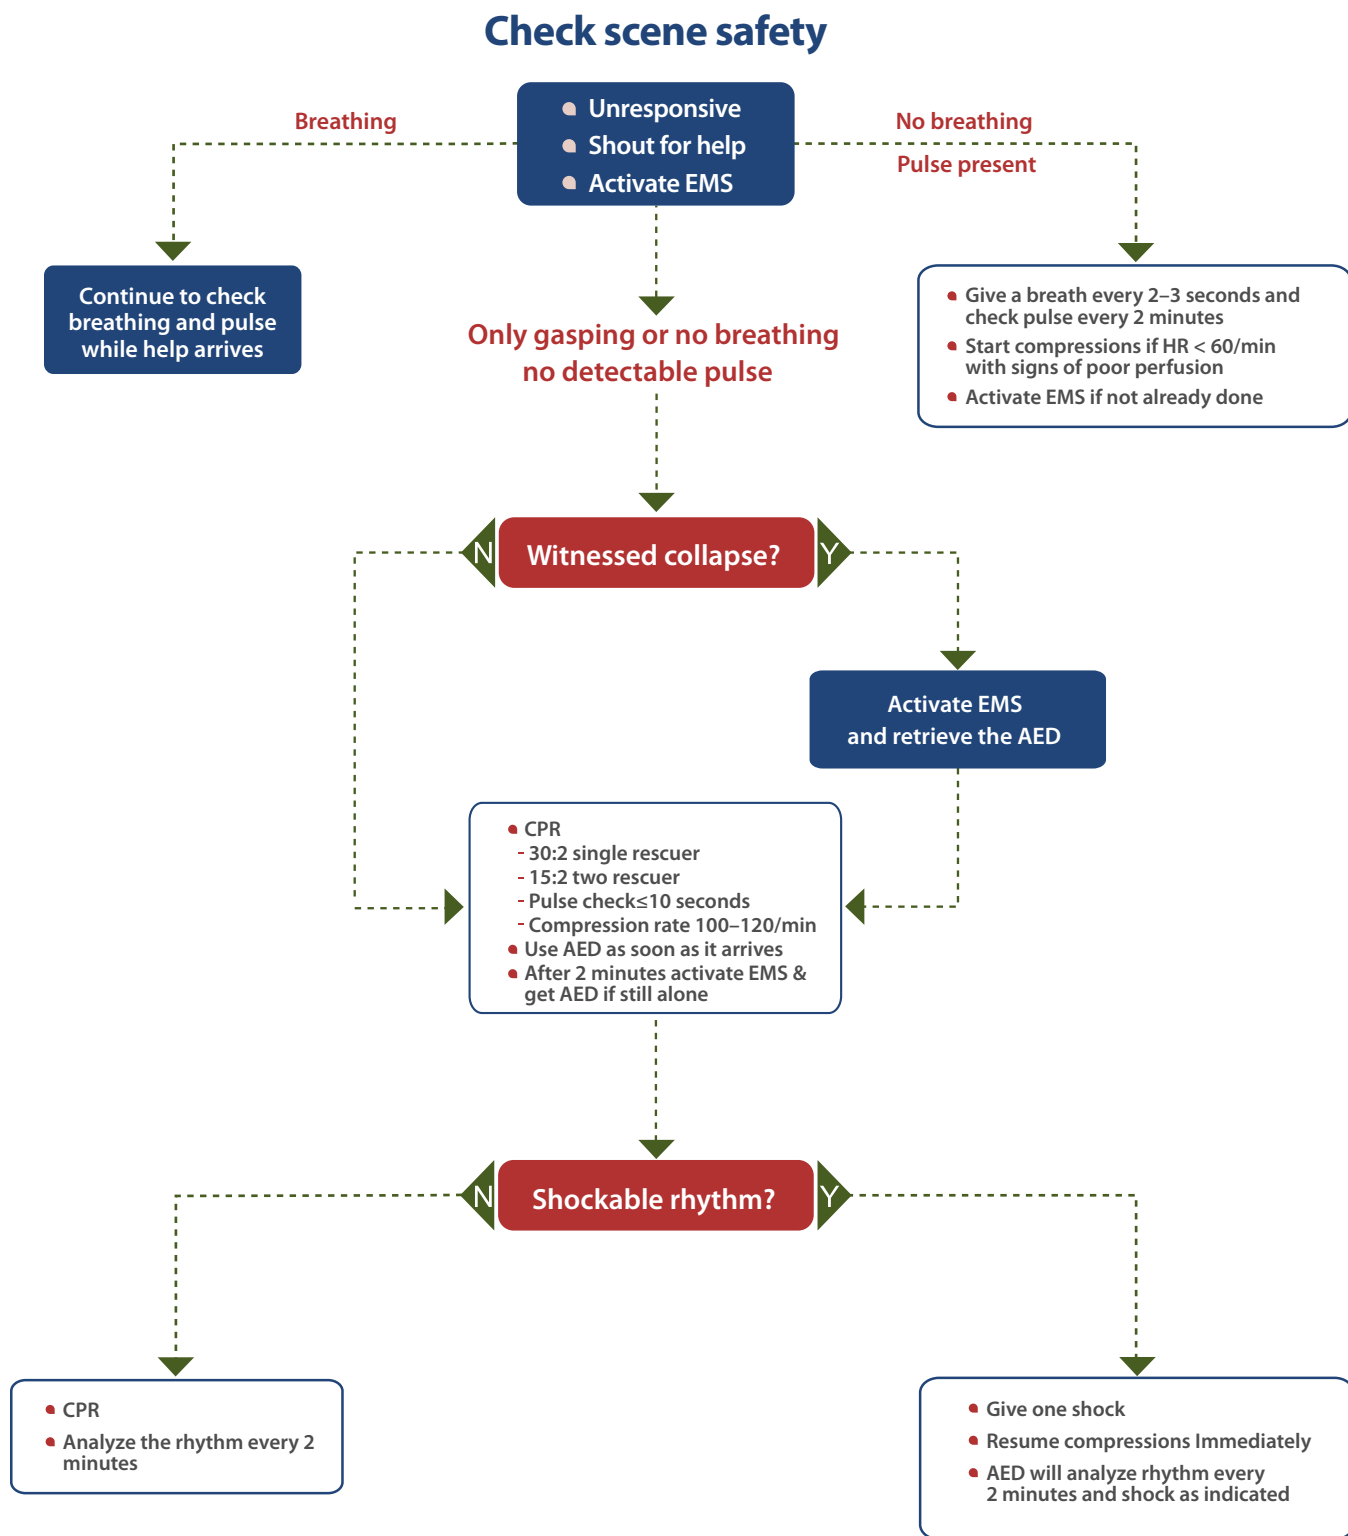 Check scene safety
Unresponsive
Shout for help
Activate EMS
Breathing
No breathing
Pulse present
Continue to check
breathing and pulse
while help arrives
Give a breath every 2–3 seconds and
check pulse every 2 minutes
Start compressions if HR < 60/min
with signs of poor perfusion
Activate EMS if not already done
Only gasping or no breathing
no detectable pulse
N
Witnessed collapse?
Y
Activate EMS
and retrieve the AED
CPR
- 30:2 single rescuer
- 15:2 two rescuer
- Pulse check≤10 seconds
- Compression rate 100–120/min
Use AED as soon as it arrives
After 2 minutes activate EMS &
get AED if still alone
N
Shockable rhythm?
Y
CPR
Analyze the rhythm every 2
minutes
Give one shock
Resume compressions Immediately
AED will analyze rhythm every
2 minutes and shock as indicated